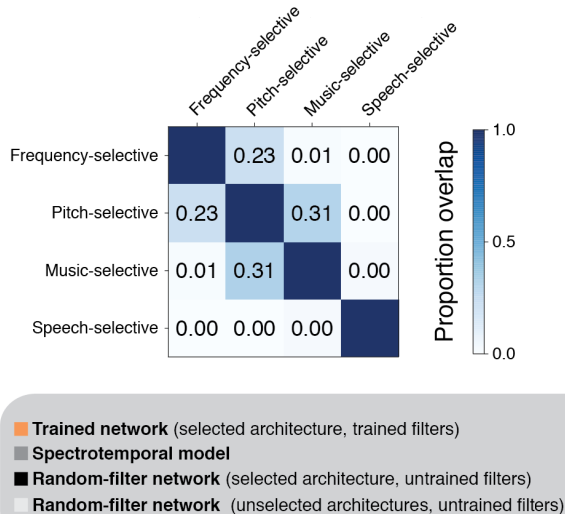 Frequency-selective
Pitch-selective
Music-selective
Speech-selective
Frequency-selective 0.23 0.01 0.00
Pitch-selective 0.23 0.31 0.00
Music-selective 0.01 0.31 0.00
Speech-selective 0.00 0.00 0.00
1.0
0.5
0.0
Proportion overlap
Trained network (selected architecture, trained filters)
Spectrotemporal model
Random-filter network (selected architecture, untrained filters)
Random-filter network (unselected architectures, untrained filters)